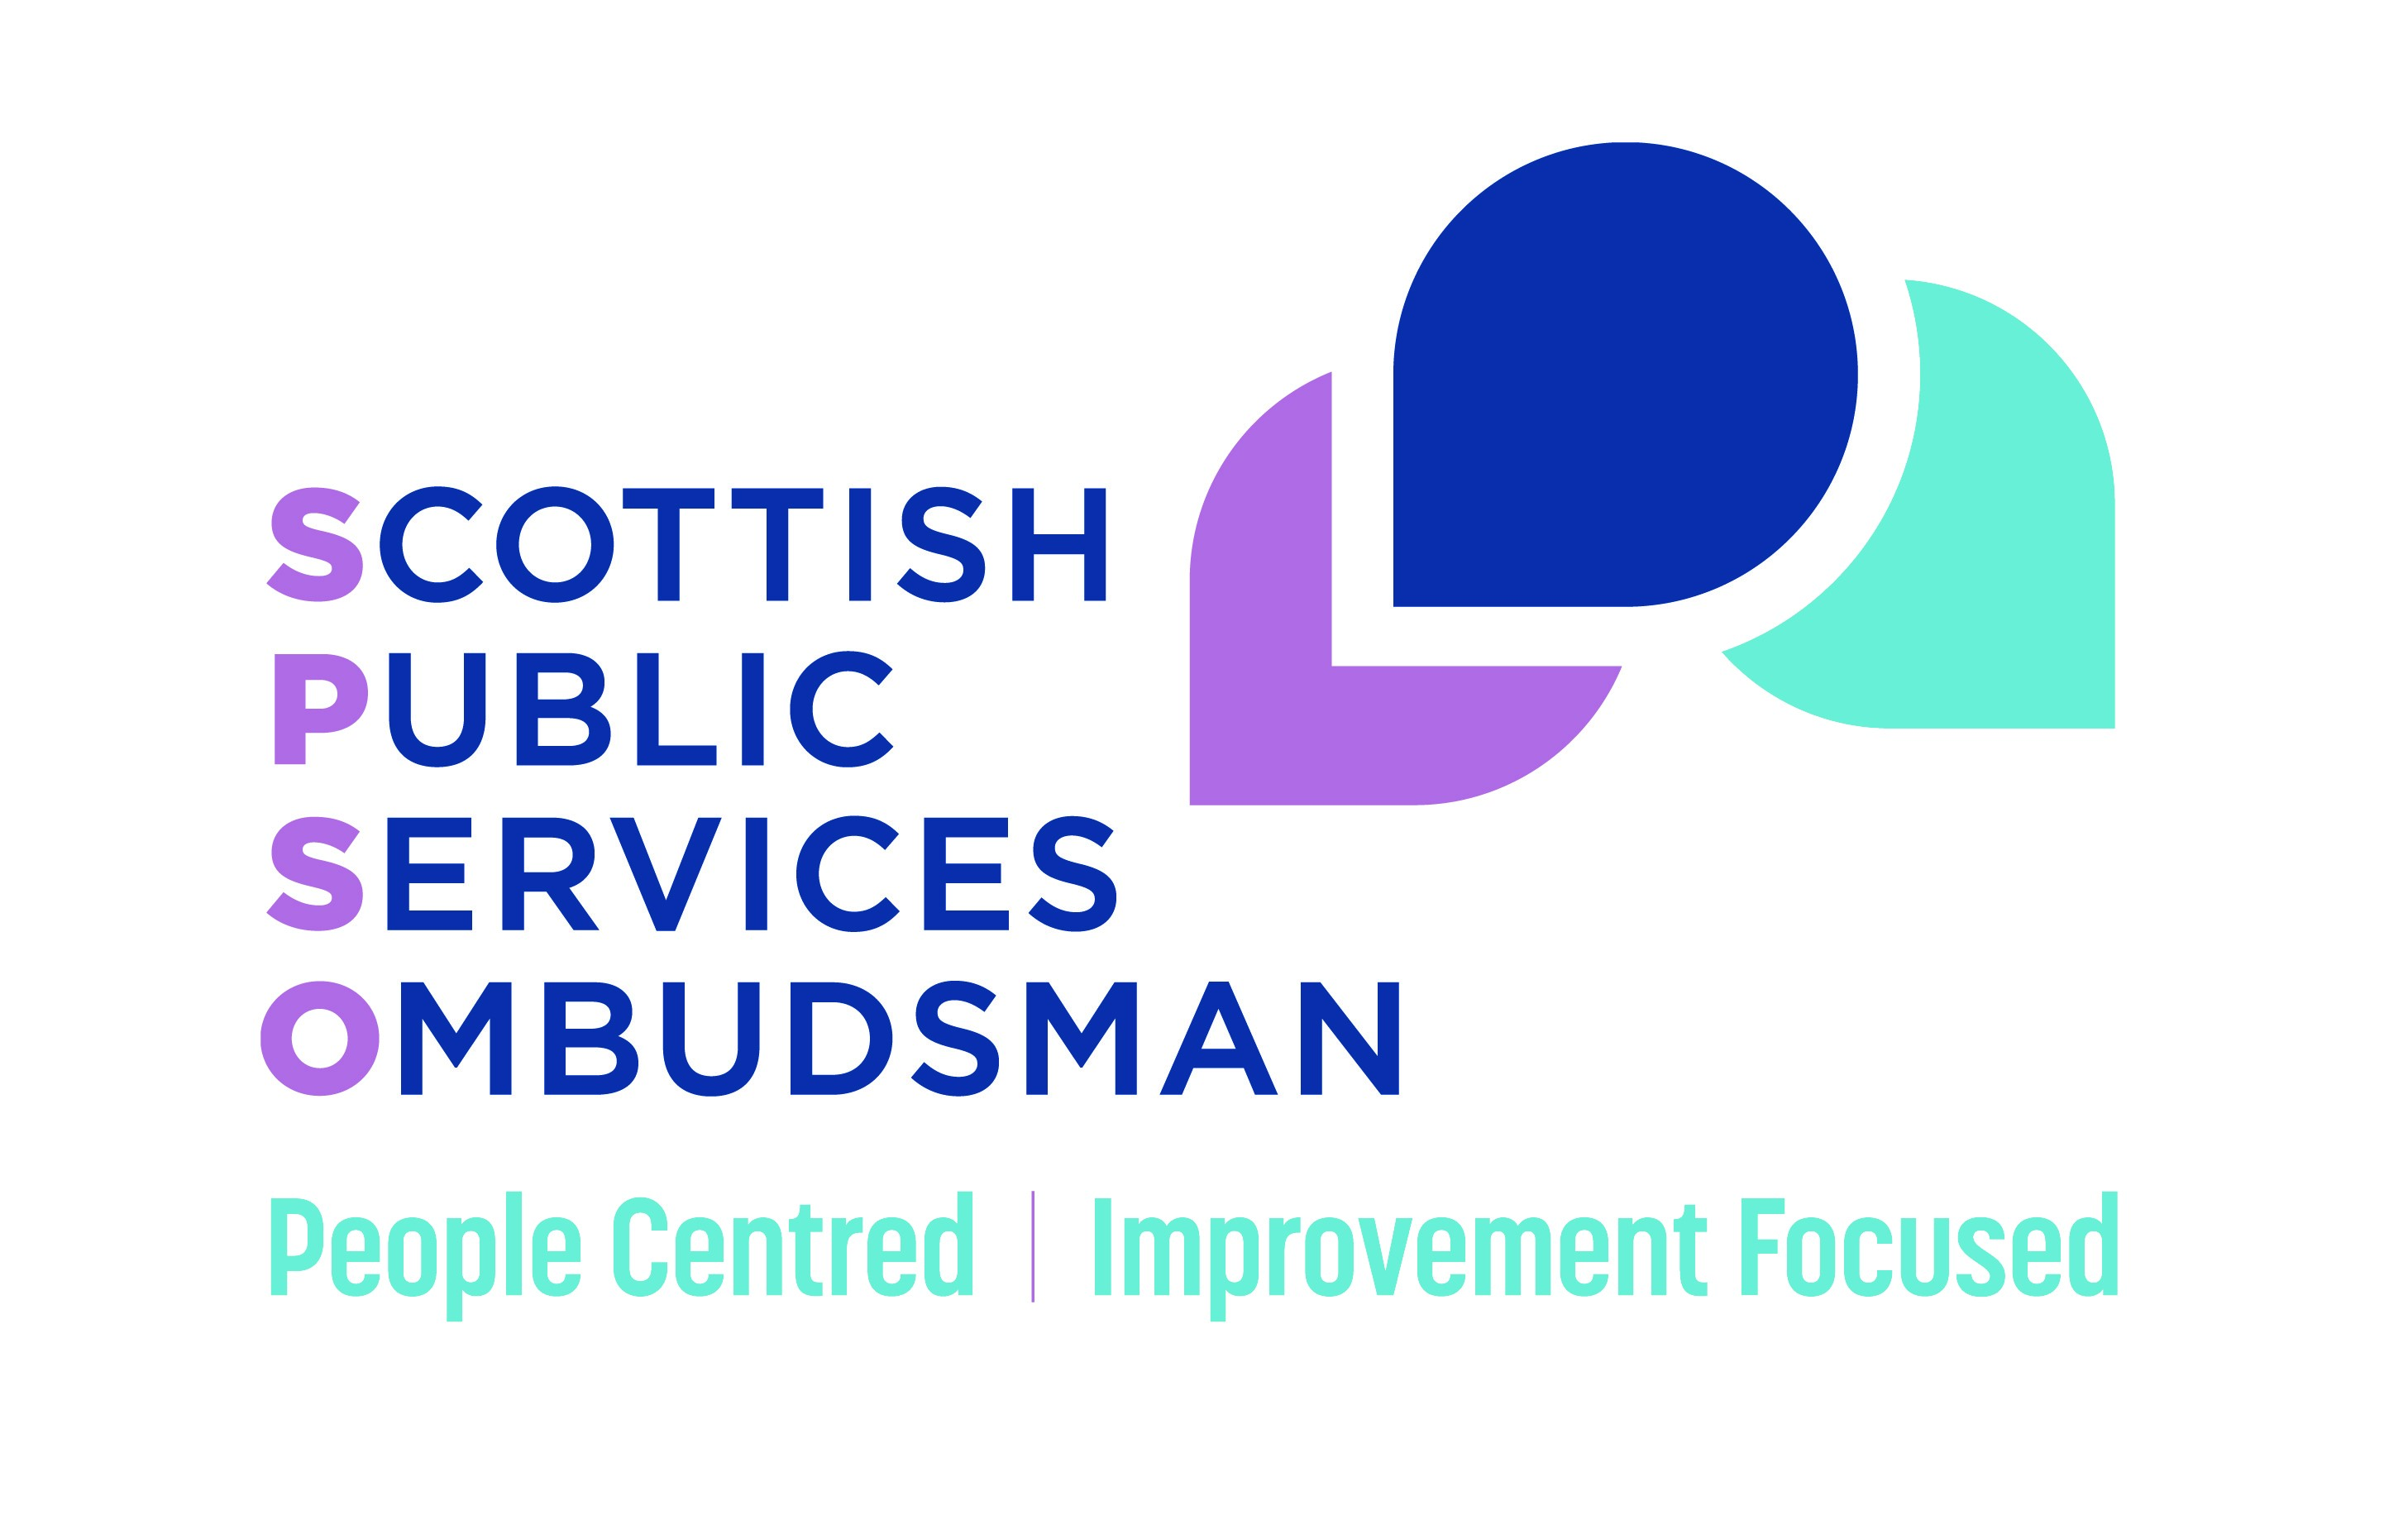 SCOTTISH
PUBLIC
SERVICES
OMBUDSMAN
People Centred | Improvement Focused